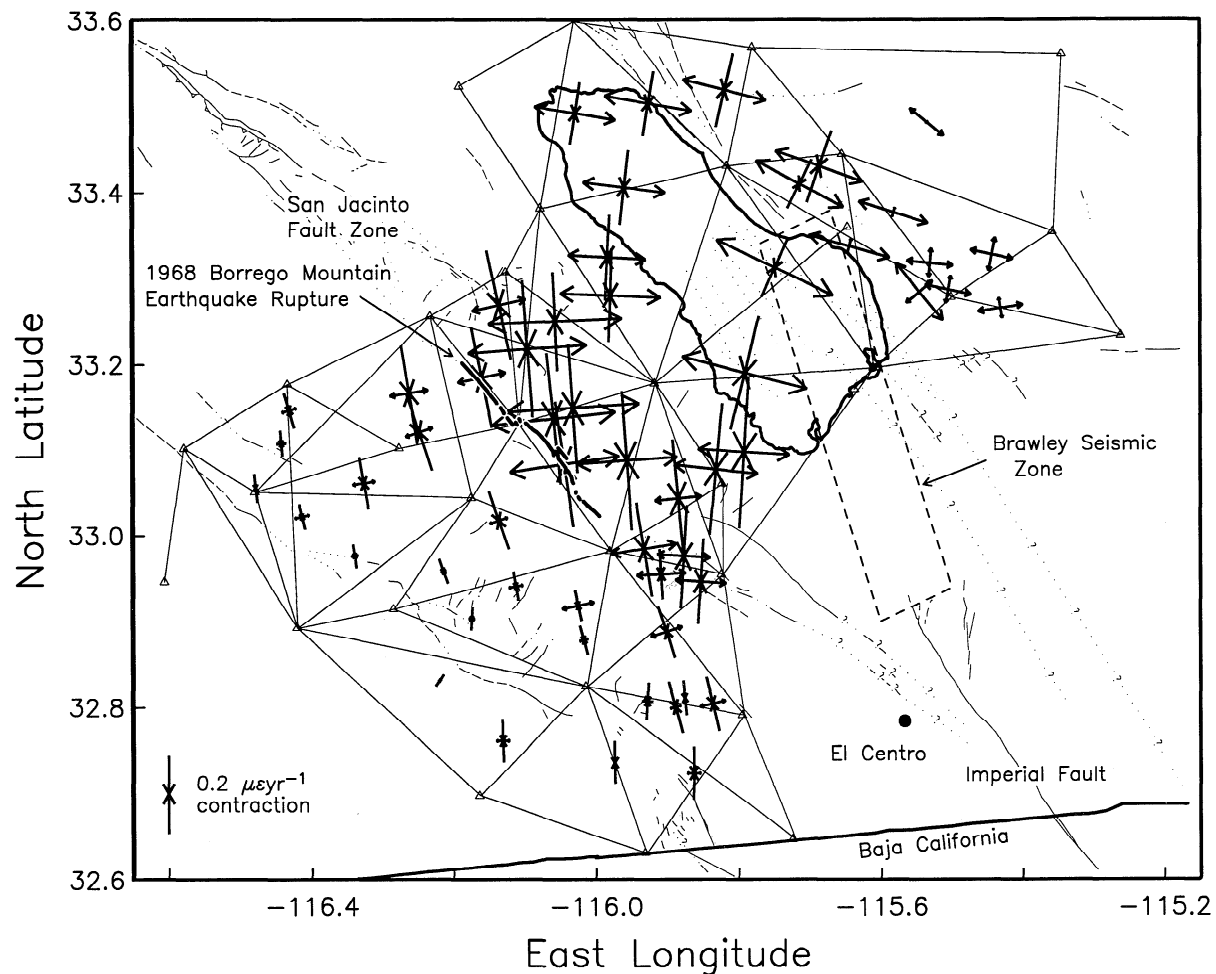 33.6
33.4
33.2
33.0
32.8
32.6
North Latitude
San Jacinto
Fault Zone
1968 Borrego Mountain
Earthquake Rupture
Brawley Seismic
Zone
El Centro
Imperial Fault
Baja California
0.2 μεyr⁻¹
contraction
−116.4
−116.0
−115.6
−115.2
East Longitude